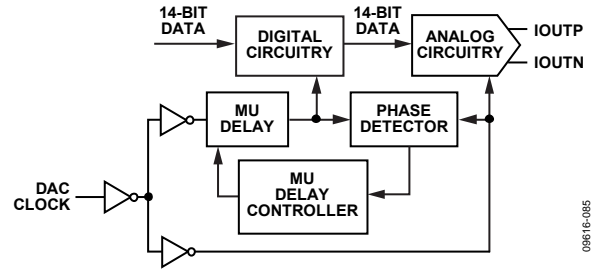 14-BIT
DATA
DIGITAL
CIRCUITRY
14-BIT
DATA
ANALOG
CIRCUITRY
IOUTP
IOUTN
MU
DELAY
PHASE
DETECTOR
MU
DELAY
CONTROLLER
DAC
CLOCK
09616-085